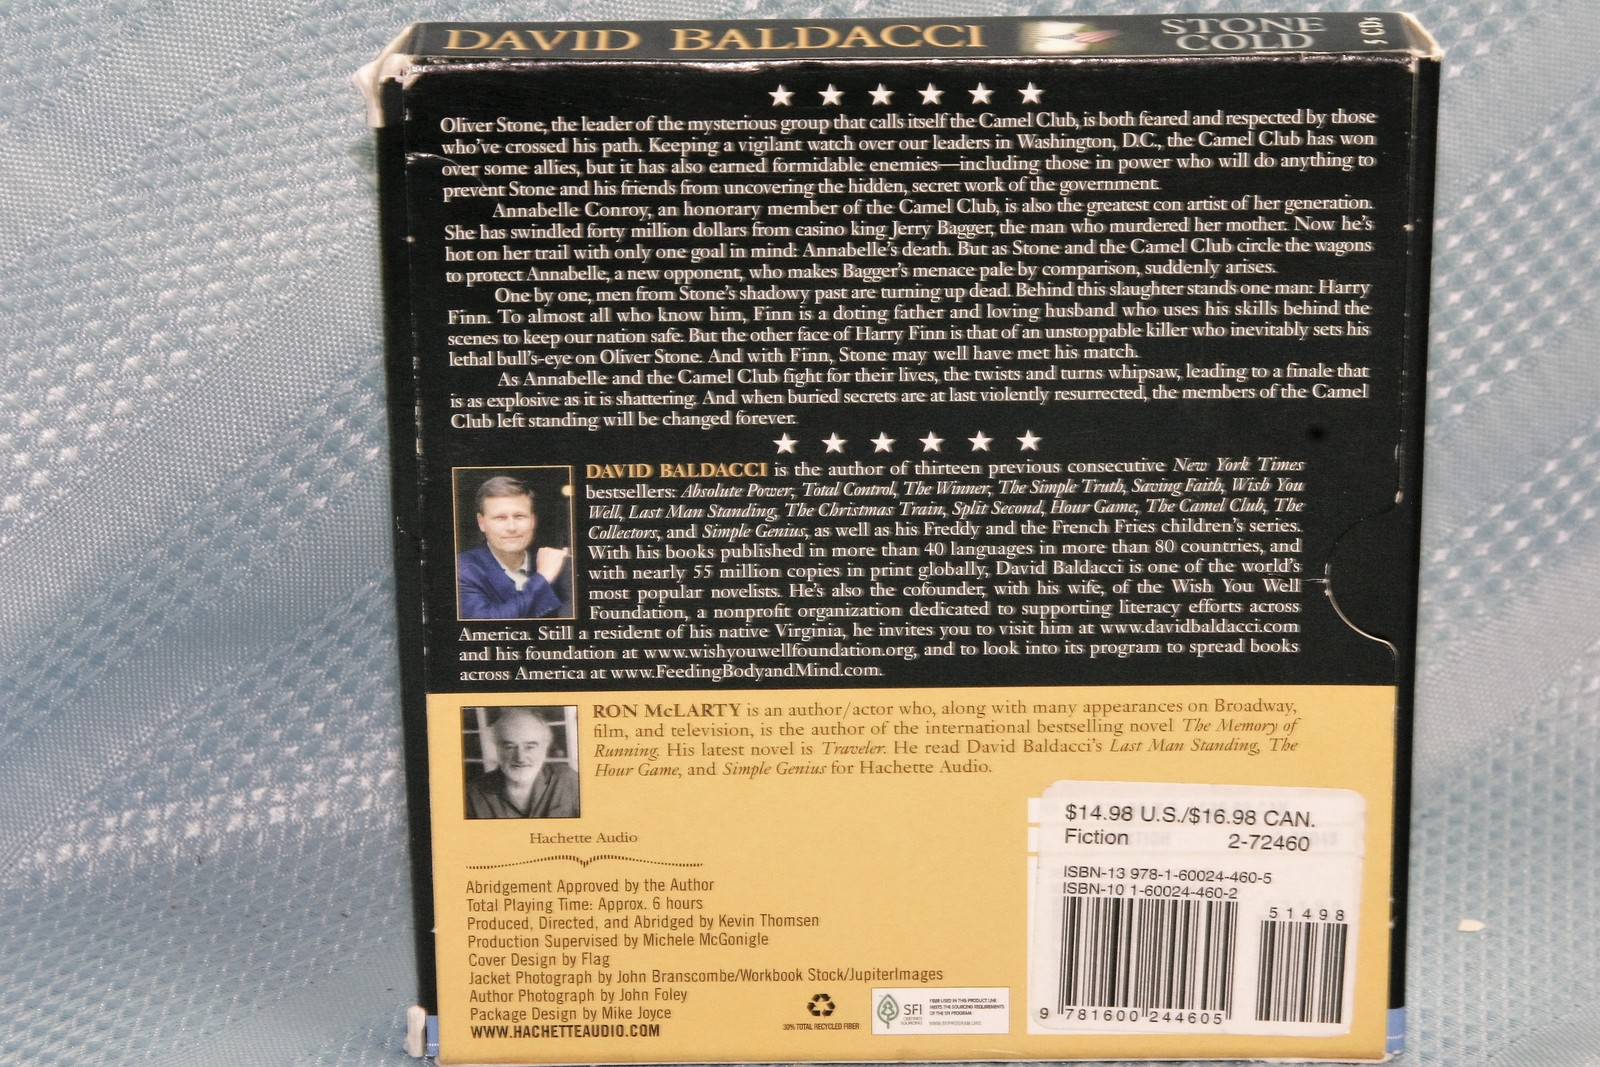 DAVID BALDACCI
STONE
COLD
5 CDs
Oliver Stone, the leader of the mysterious group that calls itself the Camel Club, is both feared and respected by those
who've crossed his path. Keeping a vigilant watch over our leaders in Washington, D.C., the Camel Club has won
over some allies, but it has also earned formidable enemies—including those in power who will do anything to
prevent Stone and his friends from uncovering the hidden, secret work of the government.
Annabelle Conroy, an honorary member of the Camel Club, is also the greatest con artist of her generation.
She has swindled forty million dollars from casino king Jerry Bagger, the man who murdered her mother. Now he's
hot on her trail with only one goal in mind: Annabelle's death. But as Stone and the Camel Club circle the wagons
to protect Annabelle, a new opponent, who makes Bagger's menace pale by comparison, suddenly arises.
One by one, men from Stone's shadowy past are turning up dead. Behind this slaughter stands one man: Harry
Finn. To almost all who know him, Finn is a doting father and loving husband who uses his skills behind the
scenes to keep our nation safe. But the other face of Harry Finn is that of an unstoppable killer who inevitably sets his
lethal bull's-eye on Oliver Stone. And with Finn, Stone may well have met his match.
As Annabelle and the Camel Club fight for their lives, the twists and turns whipsaw, leading to a finale that
is as explosive as it is shattering. And when buried secrets are at last violently resurrected, the members of the Camel
Club left standing will be changed forever.
DAVID BALDACCI is the author of thirteen previous consecutive New York Times
bestsellers: Absolute Power, Total Control, The Winner, The Simple Truth, Saving Faith, Wish You
Well, Last Man Standing, The Christmas Train, Split Second, Hour Game, The Camel Club, The
Collectors, and Simple Genius, as well as his Freddy and the French Fries children's series.
With his books published in more than 40 languages in more than 80 countries, and
with nearly 55 million copies in print globally, David Baldacci is one of the world's
most popular novelists. He's also the cofounder, with his wife, of the Wish You Well
Foundation, a nonprofit organization dedicated to supporting literacy efforts across
America. Still a resident of his native Virginia, he invites you to visit him at www.davidbaldacci.com
and his foundation at www.wishyouwellfoundation.org, and to look into its program to spread books
across America at www.FeedingBodyandMind.com.
RON McLARTY is an author/actor who, along with many appearances on Broadway,
film, and television, is the author of the international bestselling novel The Memory of
Running. His latest novel is Traveler. He read David Baldacci's Last Man Standing, The
Hour Game, and Simple Genius for Hachette Audio.
Hachette Audio
Abridgement Approved by the Author
Total Playing Time: Approx. 6 hours
Produced, Directed, and Abridged by Kevin Thomsen
Production Supervised by Michele McGonigle
Cover Design by Flag
Jacket Photograph by John Branscombe/Workbook Stock/JupiterImages
Author Photograph by John Foley
Package Design by Mike Joyce
WWW.HACHETTEAUDIO.COM
30% TOTAL RECYCLED FIBER
SFI
CERTIFIED
SOURCING
FIBER USED IN THIS PRODUCT LINE
MEETS THE SOURCING REQUIREMENTS
OF THE SFI PROGRAM
WWW.SFIPROGRAM.ORG
$14.98 U.S./$16.98 CAN.
Fiction 2-72460
ISBN-13 978-1-60024-460-5
ISBN-10 1-60024-460-2
51498
9 781600 244605